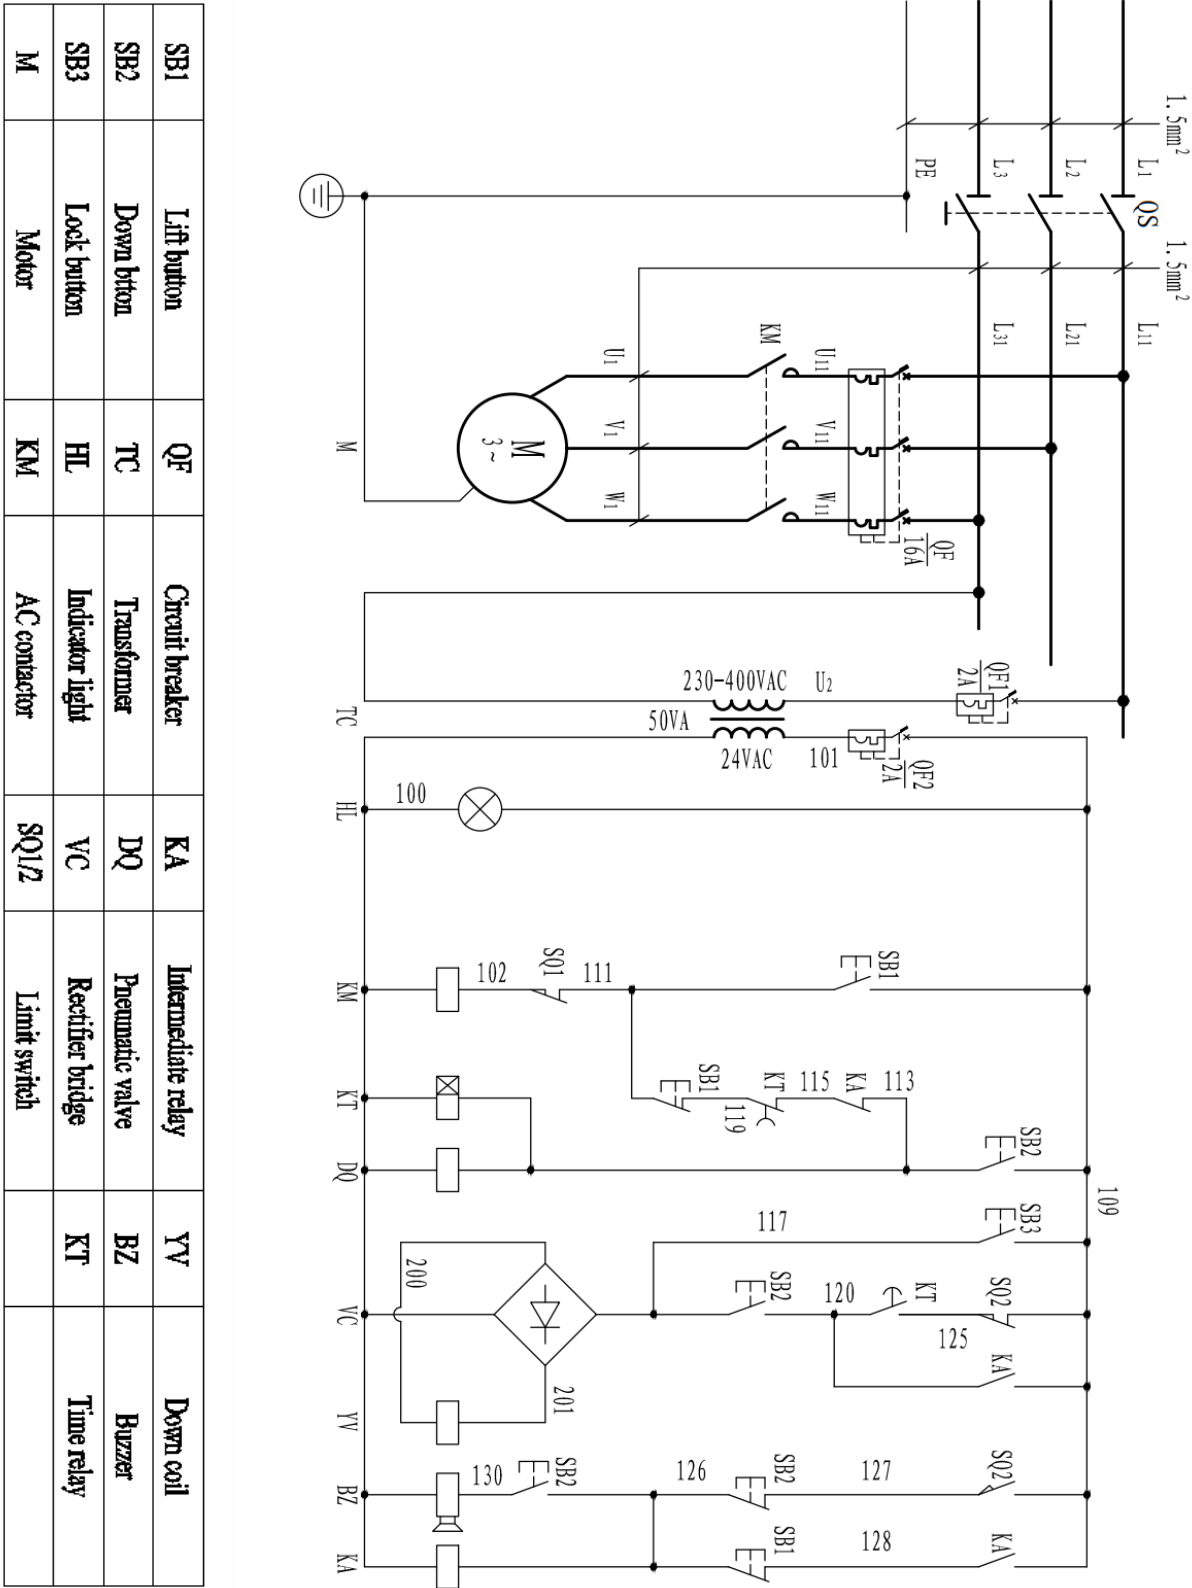 1.5mm²
1.5mm²
L1
QS
L11
L2
L21
L3
L31
PE
QF
16A
U11
V11
W11
KM
U1
V1
W1
M
3~
M
QF1
2A
QF2
2A
U2
101
230-400VAC
24VAC
50VA
TC
100
HL
SB1
111
SQ1
102
KM
113
KA
115
KT
119
SB1
KT
SB2
DQ
109
SB3
117
SQ2
125
KT
120
SB2
KA
200
VC
201
YV
SQ2
127
SB2
126
SB2
130
BZ
KA
128
SB1
KA
SB1 Lift button QF Circuit breaker KA Intermediate relay YV Down coil
SB2 Down btton TC Transformer DQ Pneumatic valve BZ Buzzer
SB3 Lock button HL Indicator light VC Rectifier bridge KT Time relay
M Motor KM AC contactor SQ1/2 Limit switch